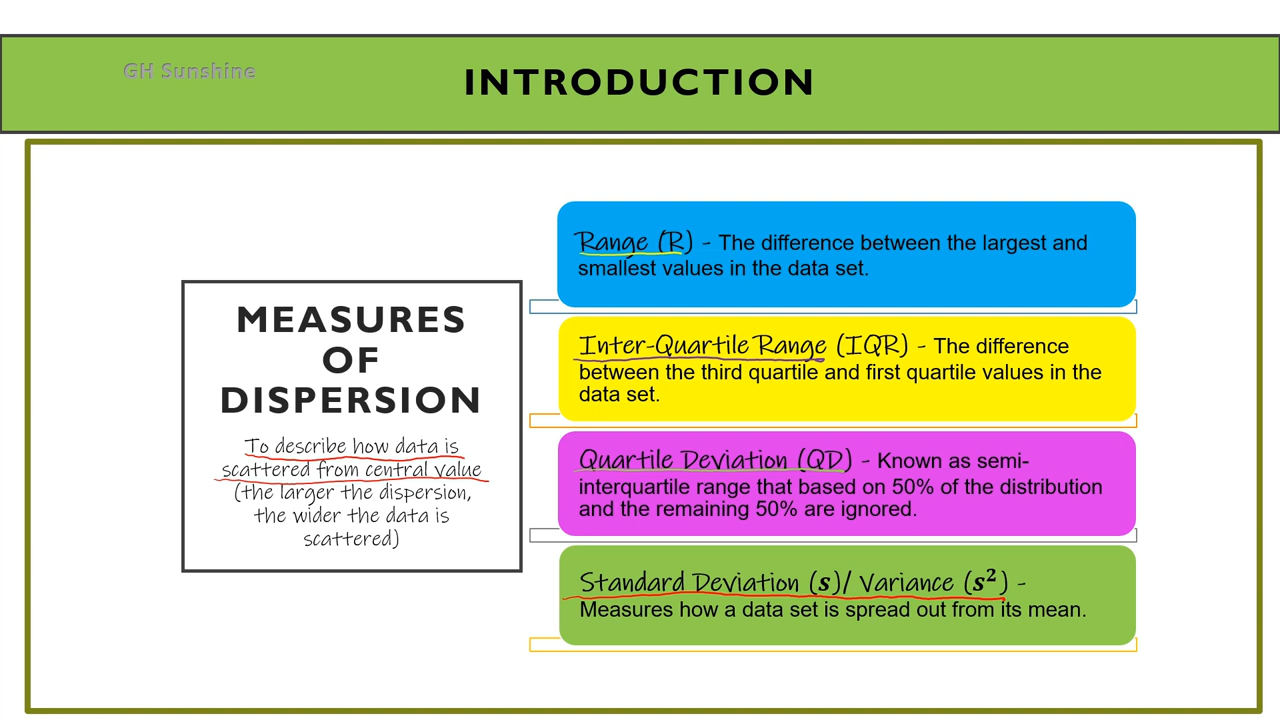 GH Sunshine
INTRODUCTION
MEASURES
OF
DISPERSION
To describe how data is
scattered from central value
(the larger the dispersion,
the wider the data is
scattered)
Range (R) - The difference between the largest and
smallest values in the data set.
Inter-Quartile Range (IQR) - The difference
between the third quartile and first quartile values in the
data set.
Quartile Deviation (QD) - Known as semi-
interquartile range that based on 50% of the distribution
and the remaining 50% are ignored.
Standard Deviation (s)/ Variance (s²) -
Measures how a data set is spread out from its mean.